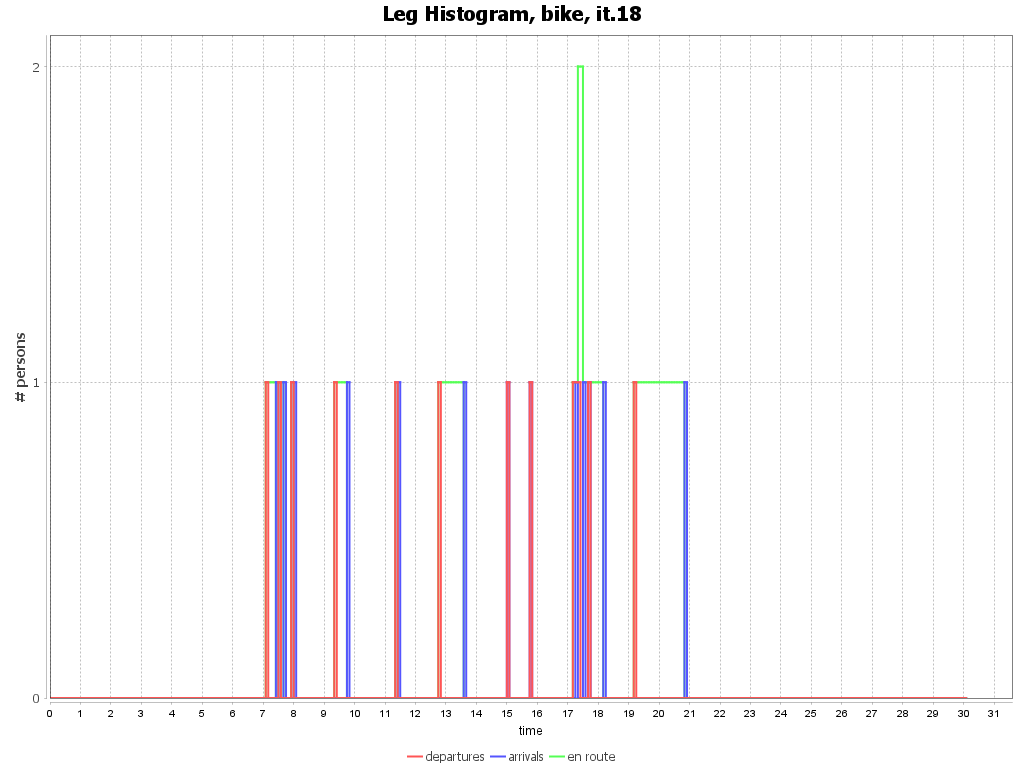 Leg Histogram, bike, it.18
# persons
2
1
0
0 1 2 3 4 5 6 7 8 9 10 11 12 13 14 15 16 17 18 19 20 21 22 23 24 25 26 27 28 29 30 31
time
departures arrivals en route